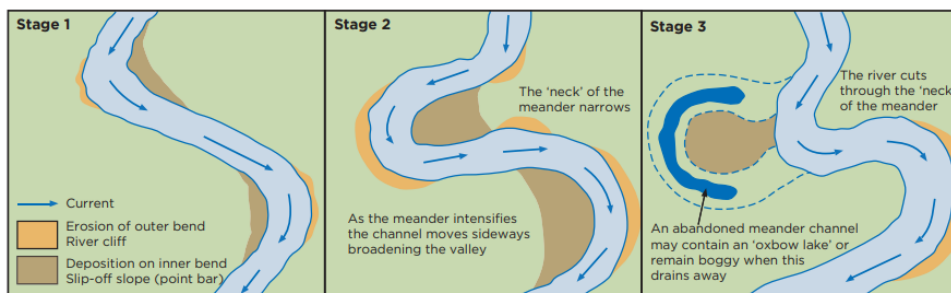 Stage 1
Current
Erosion of outer bend
River cliff
Deposition on inner bend
Slip-off slope (point bar)
Stage 2
The ‘neck’ of the
meander narrows
As the meander intensifies
the channel moves sideways
broadening the valley
Stage 3
The river cuts
through the ‘neck
of the meander
An abandoned meander channel
may contain an ‘oxbow lake’ or
remain boggy when this
drains away